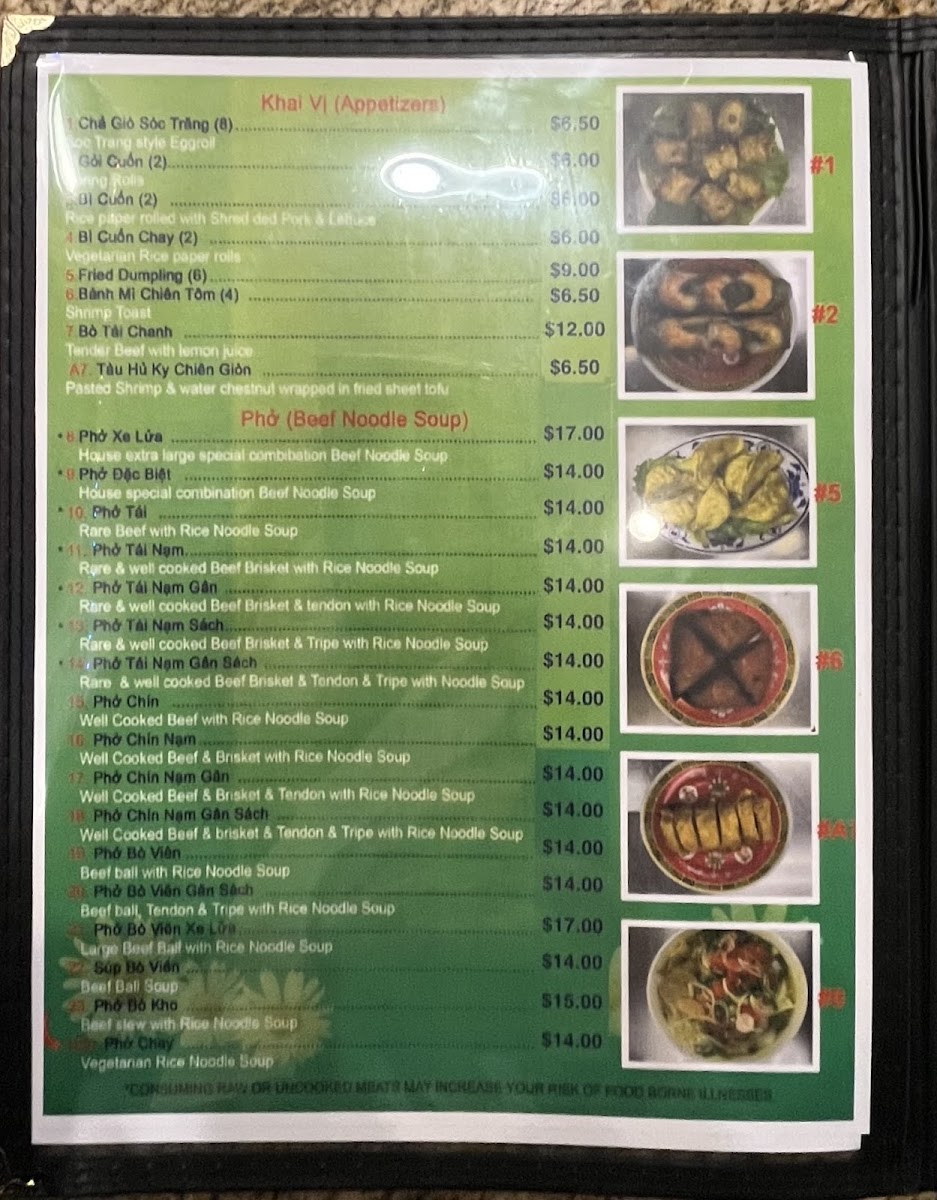 Khai Vị (Appetizers)
1.Chả Giò Sóc Trăng (8) $6.50
Soc Trang style Eggroll
Gỏi Cuốn (2) $6.00
Spring Rolls
Bì Cuốn (2) $6.00
Rice paper rolled with Shred ded Pork & Lettuce
4.Bì Cuốn Chay (2) $6.00
Vegetarian Rice paper rolls
5.Fried Dumpling (6) $9.00
6.Bánh Mì Chiên Tôm (4) $6.50
Shrimp Toast
7.Bò Tái Chanh $12.00
Tender Beef with lemon juice
A7. Tàu Hủ Ky Chiên Giòn $6.50
Pasted Shrimp & water chestnut wrapped in fried sheet tofu
Phở (Beef Noodle Soup)
* 8.Phở Xe Lửa $17.00
House extra large special combibation Beef Noodle Soup
* 9.Phở Đặc Biệt $14.00
House special combination Beef Noodle Soup
* 10. Phở Tái $14.00
Rare Beef with Rice Noodle Soup
* 11. Phở Tái Nạm $14.00
Rare & well cooked Beef Brisket with Rice Noodle Soup
* 12. Phở Tái Nạm Gân $14.00
Rare & well cooked Beef Brisket & tendon with Rice Noodle Soup
* 13. Phở Tái Nạm Sách $14.00
Rare & well cooked Beef Brisket & Tripe with Rice Noodle Soup
* 14. Phở Tái Nạm Gân Sách $14.00
Rare & well cooked Beef Brisket & Tendon & Tripe with Noodle Soup
15. Phở Chín $14.00
Well Cooked Beef with Rice Noodle Soup
16. Phở Chín Nạm $14.00
Well Cooked Beef & Brisket with Rice Noodle Soup
17. Phở Chín Nạm Gân $14.00
Well Cooked Beef & Brisket & Tendon with Rice Noodle Soup
18. Phở Chín Nạm Gân Sách $14.00
Well Cooked Beef & brisket & Tendon & Tripe with Rice Noodle Soup
19. Phở Bò Viên $14.00
Beef ball with Rice Noodle Soup
20. Phở Bò Viên Gân Sách $14.00
Beef ball, Tendon & Tripe with Rice Noodle Soup
21. Phở Bò Viên Xe Lửa $17.00
Large Beef Ball with Rice Noodle Soup
22. Súp Bò Viên $14.00
Beef Ball Soup
23. Phở Bò Kho $15.00
Beef stew with Rice Noodle Soup
Phở Chay $14.00
Vegetarian Rice Noodle Soup
*CONSUMING RAW OR UNCOOKED MEATS MAY INCREASE YOUR RISK OF FOOD BORNE ILLNESSES
#1
#2
#5
#6
#A7